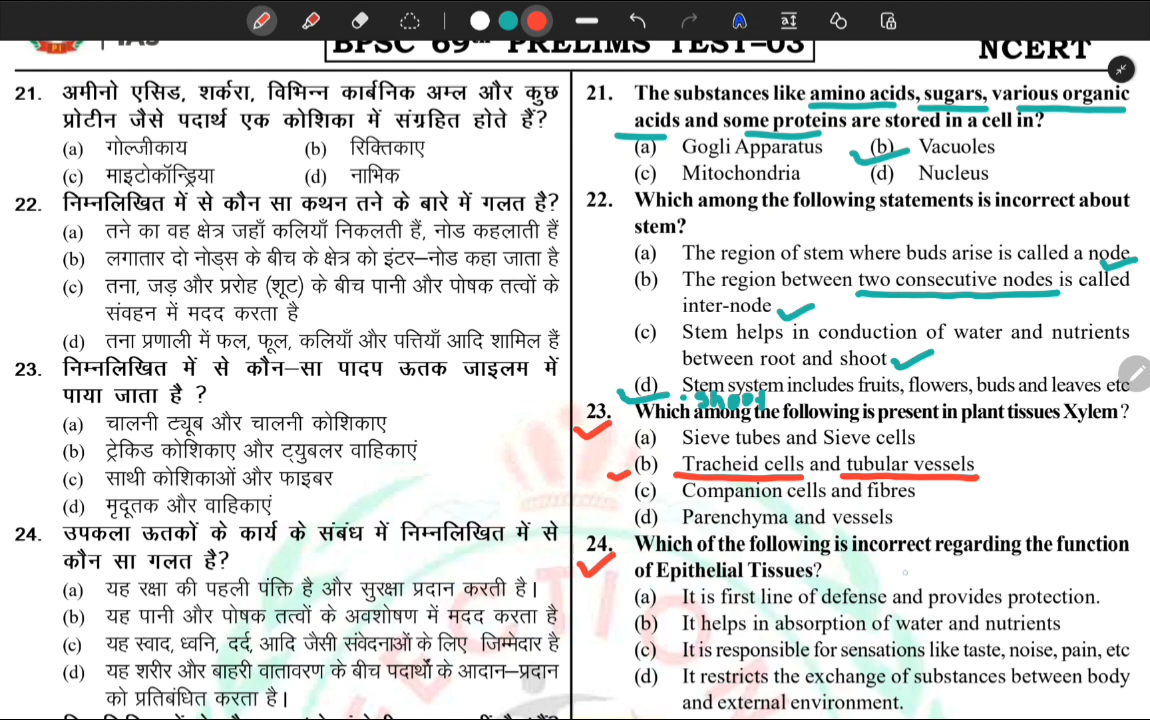 BPSC 69th PRELIMS TEST–03
NCERT
21. अमीनो एसिड, शर्करा, विभिन्न कार्बनिक अम्ल और कुछ
प्रोटीन जैसे पदार्थ एक कोशिका में संग्रहित होते हैं?
(a) गोल्जीकाय (b) रिक्तिकाए
(c) माइटोकॉन्ड्रिया (d) नाभिक
22. निम्नलिखित में से कौन सा कथन तने के बारे में गलत है?
(a) तने का वह क्षेत्र जहाँ कलियाँ निकलती हैं, नोड कहलाती हैं
(b) लगातार दो नोड्स के बीच के क्षेत्र को इंटर–नोड कहा जाता है
(c) तना, जड़ और प्ररोह (शूट) के बीच पानी और पोषक तत्वों के
संवहन में मदद करता है
(d) तना प्रणाली में फल, फूल, कलियाँ और पत्तियाँ आदि शामिल हैं
23. निम्नलिखित में से कौन–सा पादप ऊतक जाइलम में
पाया जाता है ?
(a) चालनी ट्यूब और चालनी कोशिकाए
(b) ट्रेकिड कोशिकाए और ट्युबलर वाहिकाएं
(c) साथी कोशिकाओं और फाइबर
(d) मृदूतक और वाहिकाएं
24. उपकला ऊतकों के कार्य के संबंध में निम्नलिखित में से
कौन सा गलत है?
(a) यह रक्षा की पहली पंक्ति है और सुरक्षा प्रदान करती है।
(b) यह पानी और पोषक तत्वों के अवशोषण में मदद करता है
(c) यह स्वाद, ध्वनि, दर्द, आदि जैसी संवेदनाओं के लिए जिम्मेदार है
(d) यह शरीर और बाहरी वातावरण के बीच पदार्थों के आदान–प्रदान
को प्रतिबंधित करता है।
21. The substances like amino acids, sugars, various organic
acids and some proteins are stored in a cell in?
(a) Gogli Apparatus (b) Vacuoles
(c) Mitochondria (d) Nucleus
22. Which among the following statements is incorrect about
stem?
(a) The region of stem where buds arise is called a node
(b) The region between two consecutive nodes is called
inter-node
(c) Stem helps in conduction of water and nutrients
between root and shoot
(d) Stem system includes fruits, flowers, buds and leaves etc
Shoot
23. Which among the following is present in plant tissues Xylem?
(a) Sieve tubes and Sieve cells
(b) Tracheid cells and tubular vessels
(c) Companion cells and fibres
(d) Parenchyma and vessels
24. Which of the following is incorrect regarding the function
of Epithelial Tissues?
(a) It is first line of defense and provides protection.
(b) It helps in absorption of water and nutrients
(c) It is responsible for sensations like taste, noise, pain, etc
(d) It restricts the exchange of substances between body
and external environment.